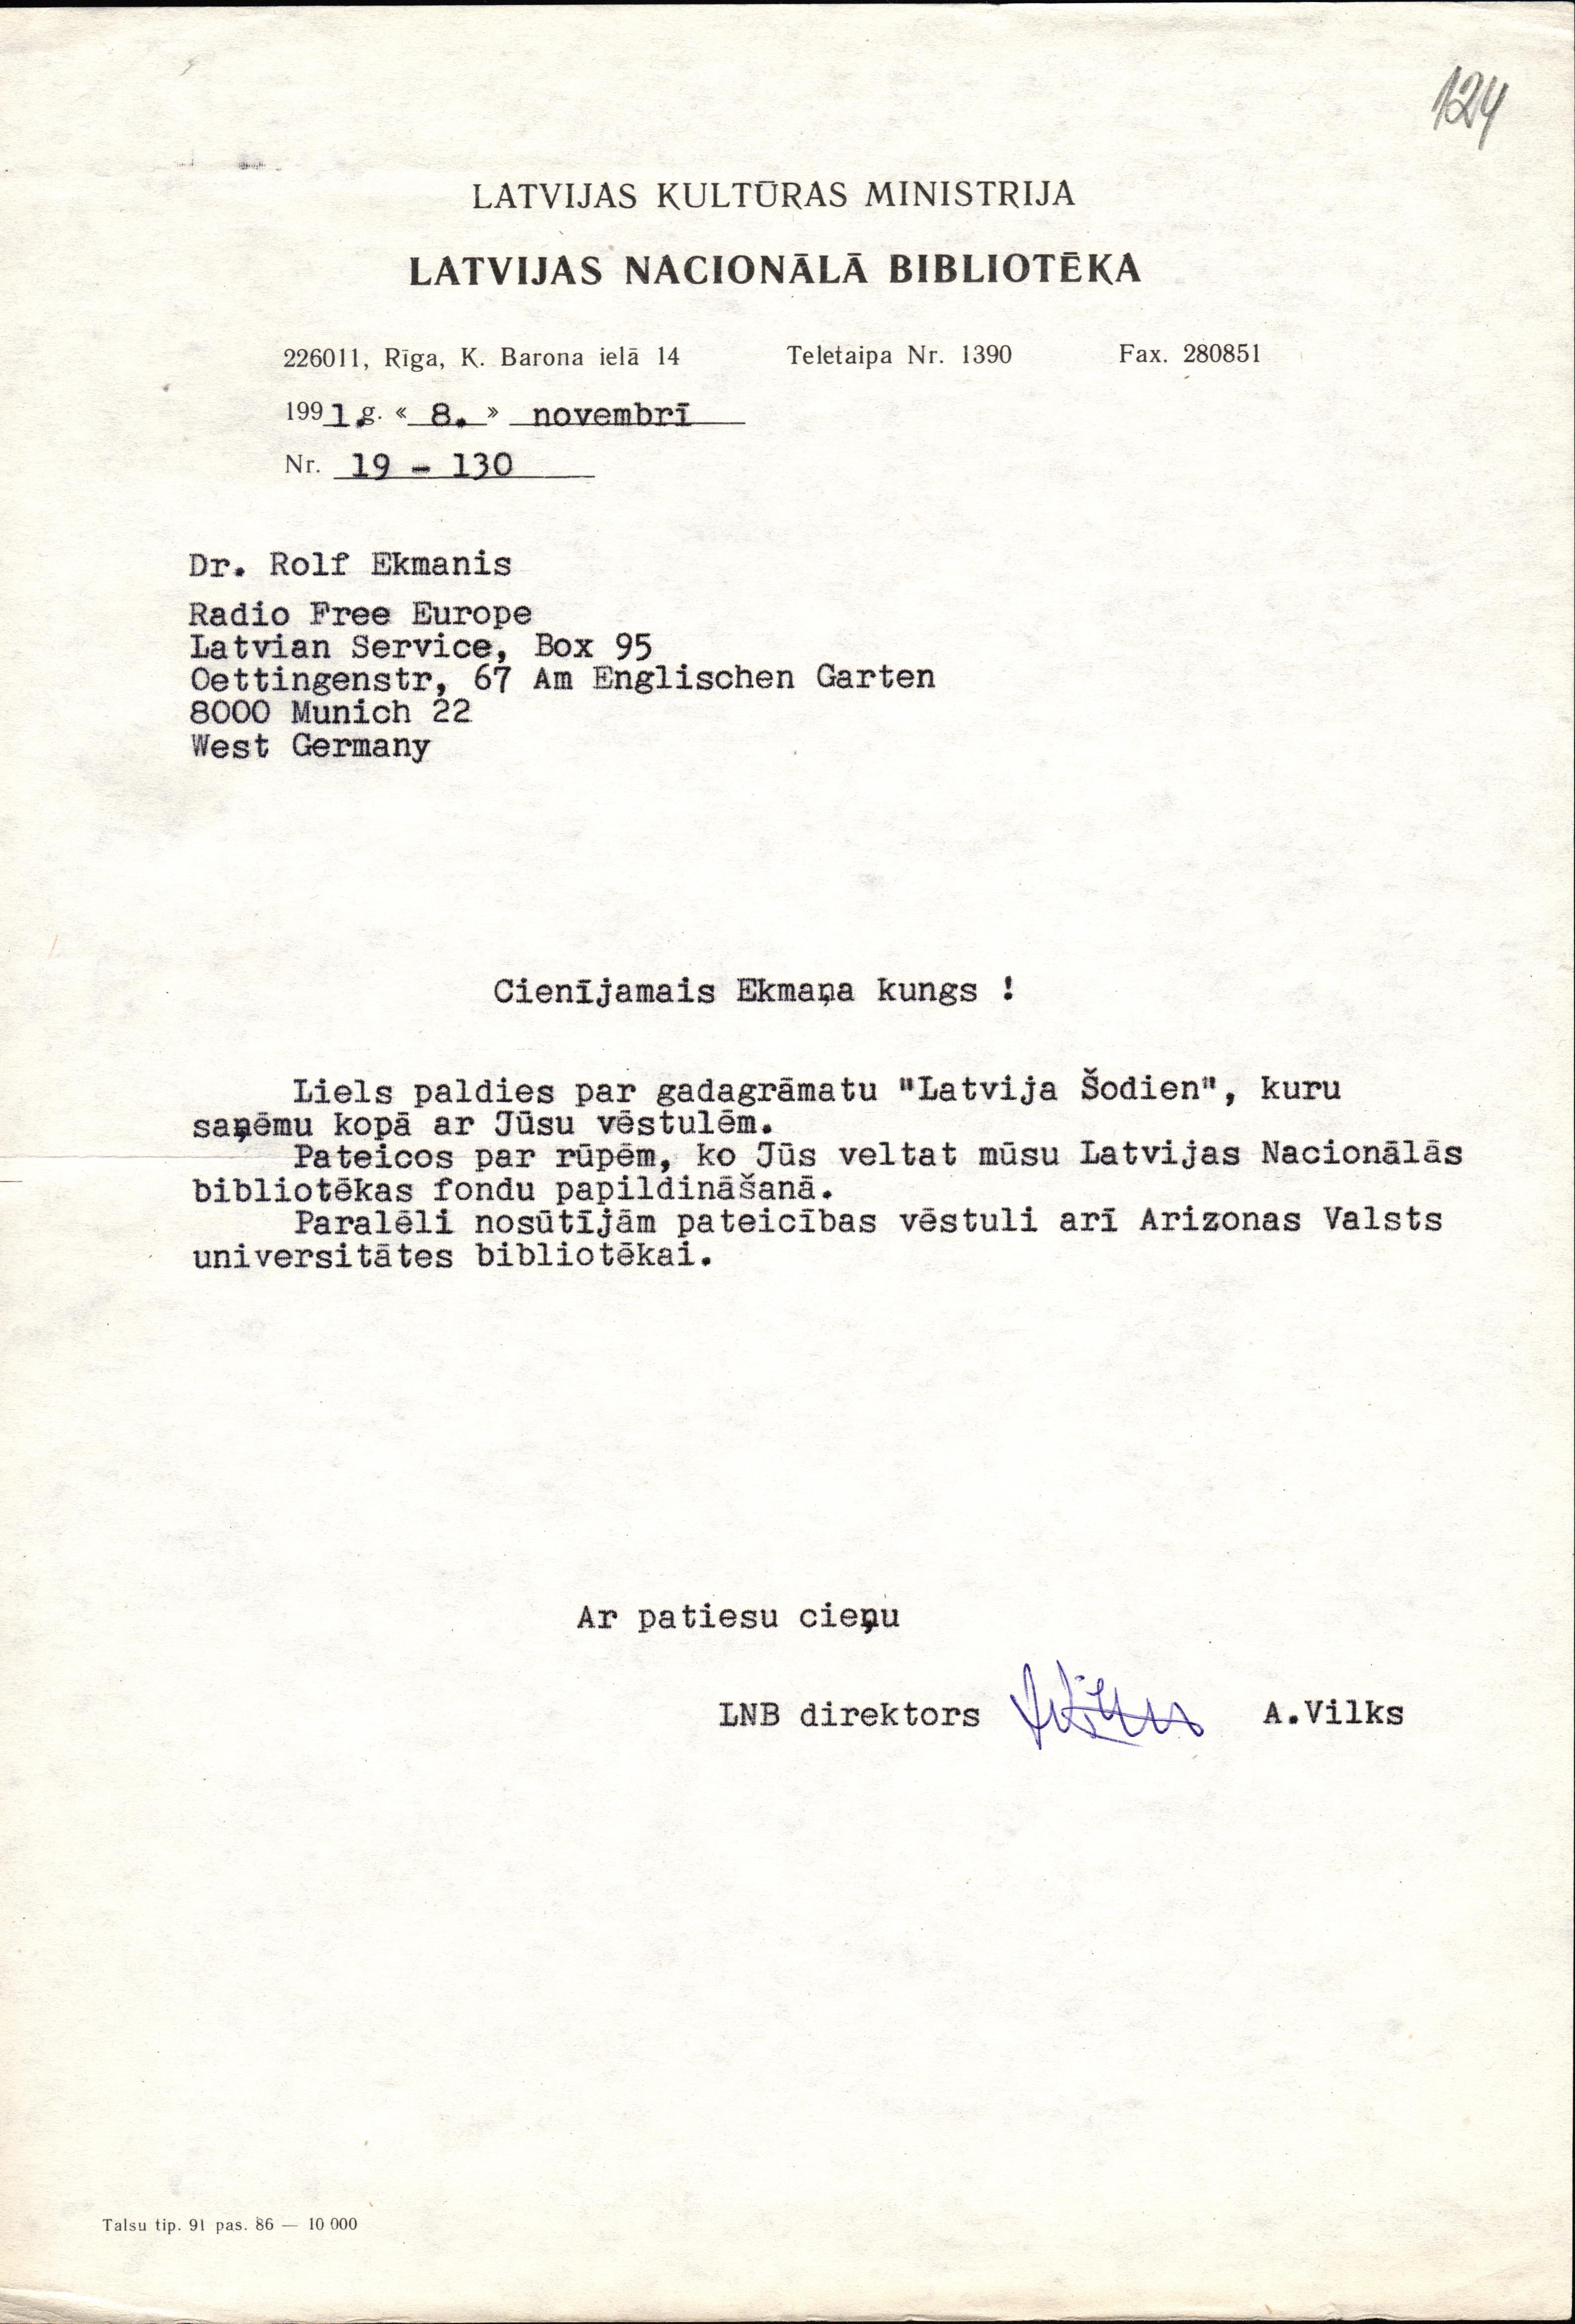 124
LATVIJAS KULTŪRAS MINISTRIJA
LATVIJAS NACIONĀLĀ BIBLIOTĒKA
226011, Rīga, K. Barona ielā 14 Teletaipa Nr. 1390 Fax. 280851
1991.g. « 8. » novembrī
Nr. 19 - 130
Dr. Rolf Ekmanis
Radio Free Europe
Latvian Service, Box 95
Oettingenstr, 67 Am Englischen Garten
8000 Munich 22
West Germany
Cienījamais Ekmaņa kungs !
Liels paldies par gadagrāmatu "Latvija Šodien", kuru
saņēmu kopā ar Jūsu vēstulēm.
Pateicos par rūpēm, ko Jūs veltat mūsu Latvijas Nacionālās
bibliotēkas fondu papildināšanā.
Paralēli nosūtījām pateicības vēstuli arī Arizonas Valsts
universitātes bibliotēkai.
Ar patiesu cieņu
LNB direktors A.Vilks
Talsu tip. 91 pas. 86 — 10 000